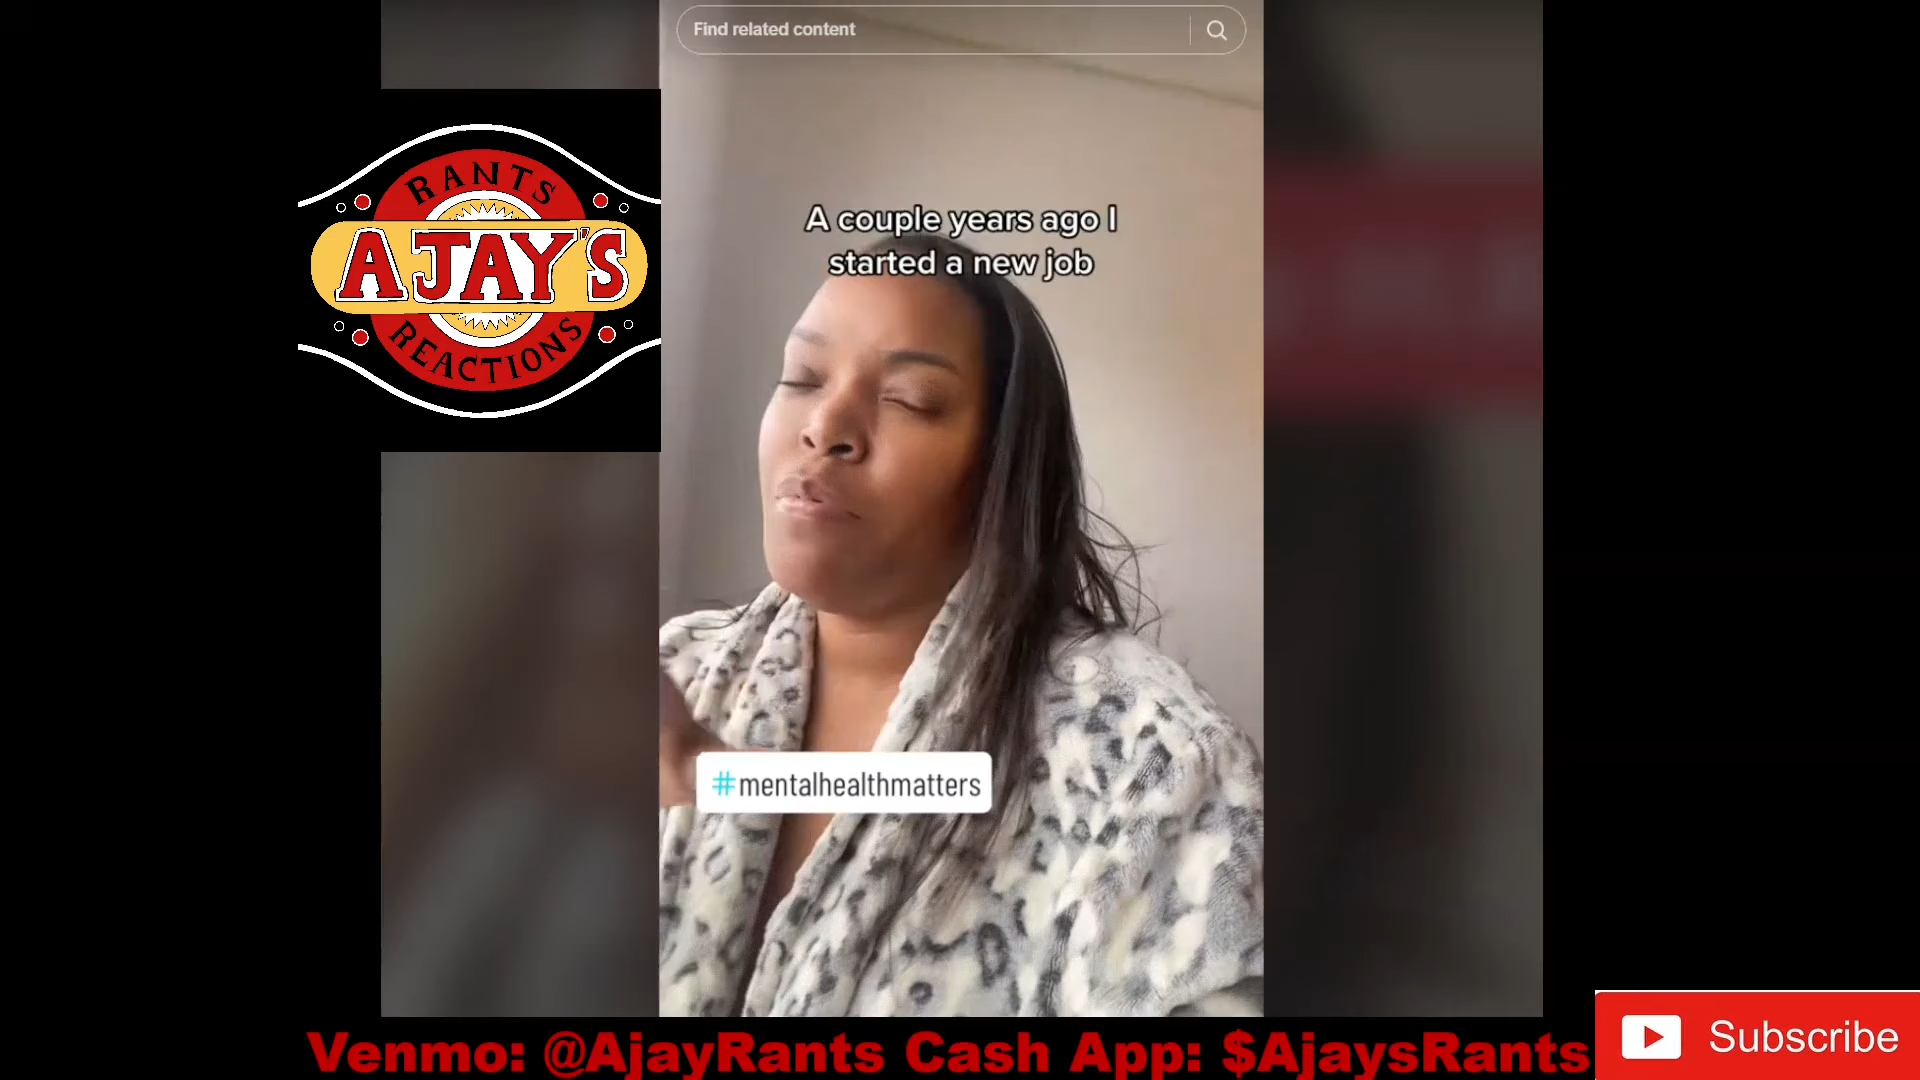 Find related content
RANTS
AJAY'S
REACTIONS
A couple years ago I
started a new job
#mentalhealthmatters
Venmo: @AjayRants Cash App: $AjaysRants
Subscribe